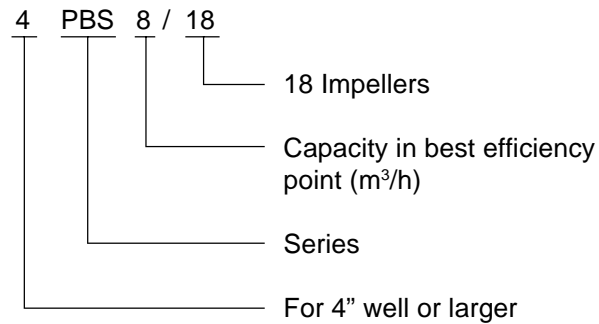 4 PBS 8 / 18
18 Impellers
Capacity in best efficiency
point (m³/h)
Series
For 4” well or larger